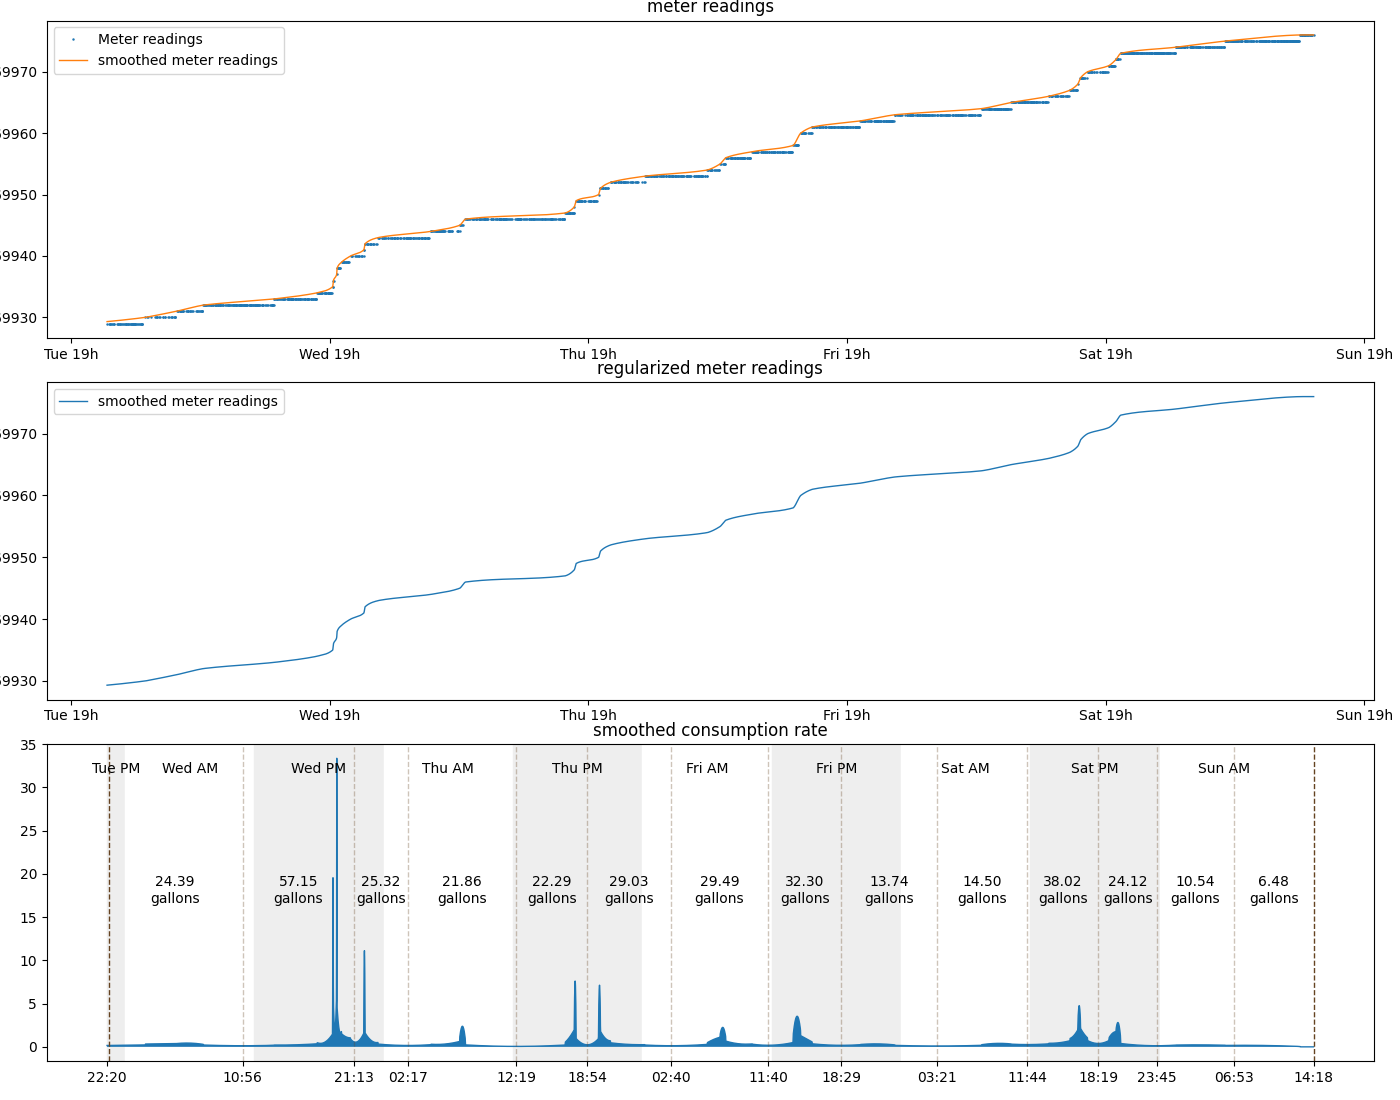 meter readings
Meter readings
smoothed meter readings
9970
9960
9950
9940
9930
Tue 19h Wed 19h Thu 19h Fri 19h Sat 19h Sun 19h
regularized meter readings
smoothed meter readings
9970
9960
9950
9940
9930
Tue 19h Wed 19h Thu 19h Fri 19h Sat 19h Sun 19h
smoothed consumption rate
35
Tue PM Wed AM Wed PM Thu AM Thu PM Fri AM Fri PM Sat AM Sat PM Sun AM
30
25
20
24.39 57.15 25.32 21.86 22.29 29.03 29.49 32.30 13.74 14.50 38.02 24.12 10.54 6.48
gallons gallons gallons gallons gallons gallons gallons gallons gallons gallons gallons gallons gallons gallons
15
10
5
0
22:20 10:56 21:13 02:17 12:19 18:54 02:40 11:40 18:29 03:21 11:44 18:19 23:45 06:53 14:18